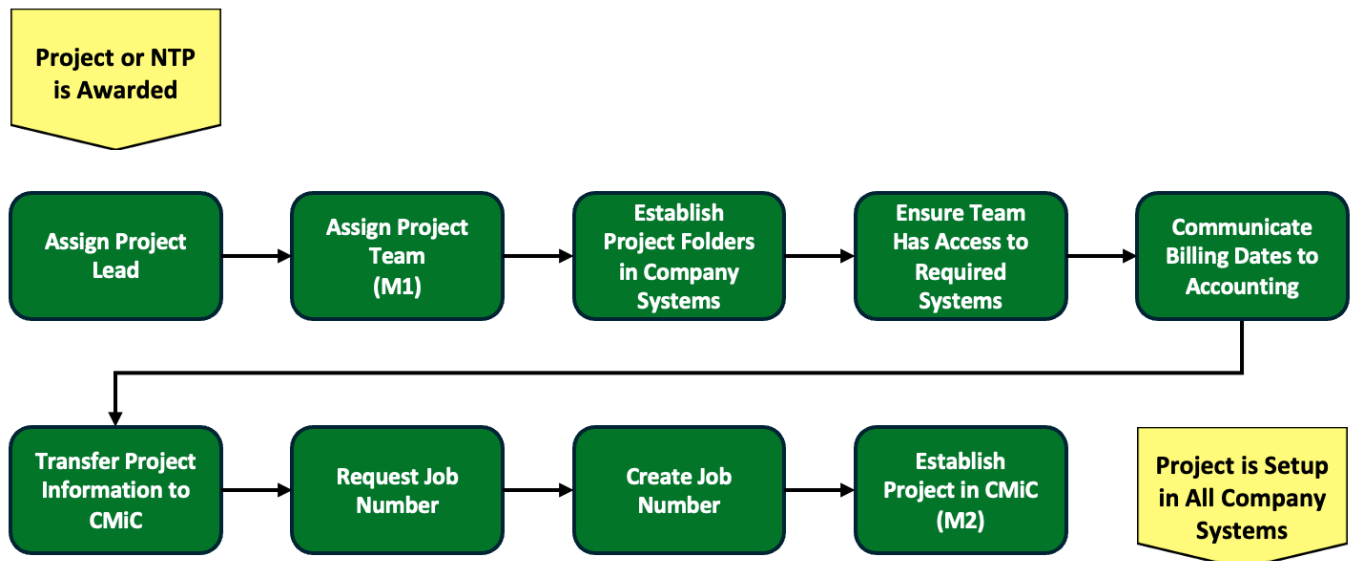 Project or NTP
is Awarded
Assign Project
Lead
Assign Project
Team
(M1)
Establish
Project Folders
in Company
Systems
Ensure Team
Has Access to
Required
Systems
Communicate
Billing Dates to
Accounting
Transfer Project
Information to
CMiC
Request Job
Number
Create Job
Number
Establish
Project in CMiC
(M2)
Project is Setup
in All Company
Systems